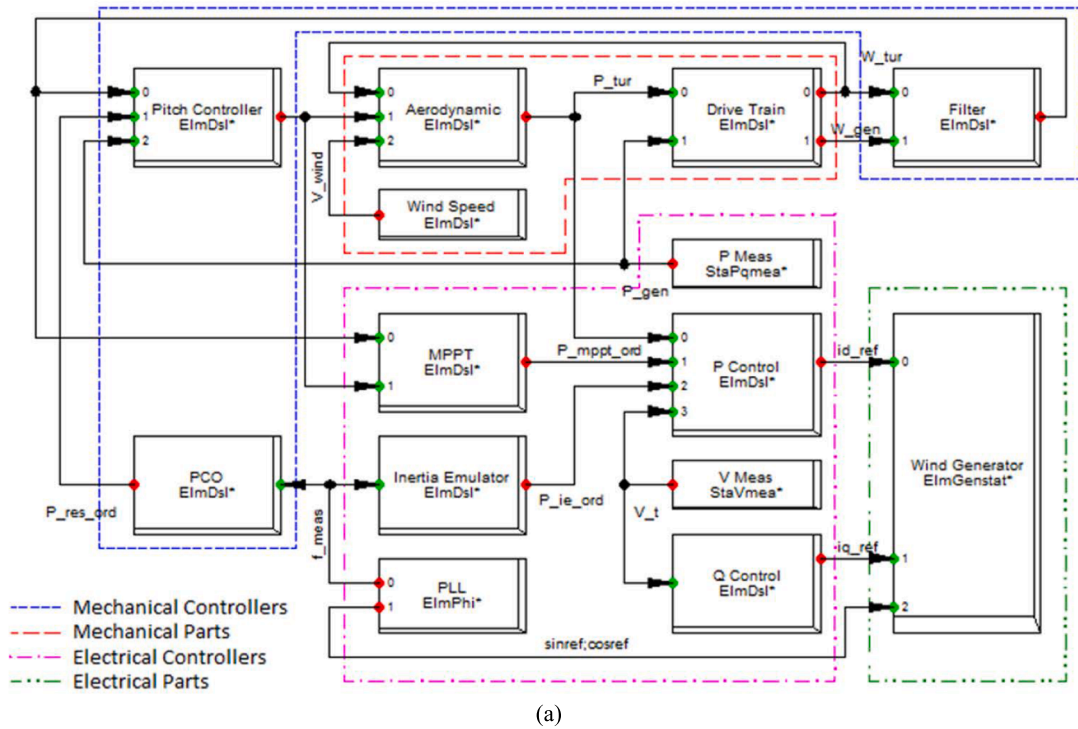 W_tur
0
1
2
Pitch Controller
ElmDsl*
0
1
2
Aerodynamic
ElmDsl*
P_tur
0
1
Drive Train
ElmDsl*
0
1
W_gen
0
1
Filter
ElmDsl*
V_wind
Wind Speed
ElmDsl*
P Meas
StaPqmea*
P_gen
0
1
MPPT
ElmDsl*
P_mppt_ord
0
1
2
3
P Control
ElmDsl*
id_ref
0
1
2
Wind Generator
ElmGenstat*
PCO
ElmDsl*
P_res_ord
Inertia Emulator
ElmDsl*
P_ie_ord
V Meas
StaVmea*
V_t
f_meas
0
1
PLL
ElmPhi*
Q Control
ElmDsl*
iq_ref
sinref;cosref
Mechanical Controllers
Mechanical Parts
Electrical Controllers
Electrical Parts
(a)